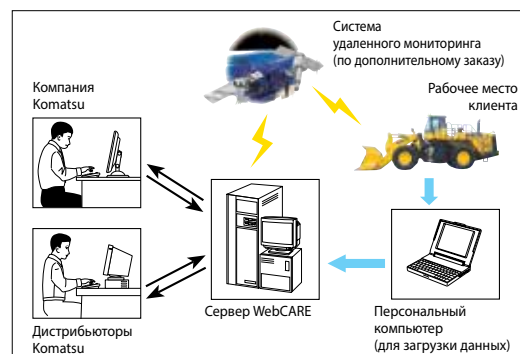 Система
удаленного мониторинга
(по дополнительному заказу)
Рабочее место
клиента
Компания
Komatsu
Сервер WebCARE
Дистрибьюторы
Komatsu
Персональный
компьютер
(для загрузки данных)